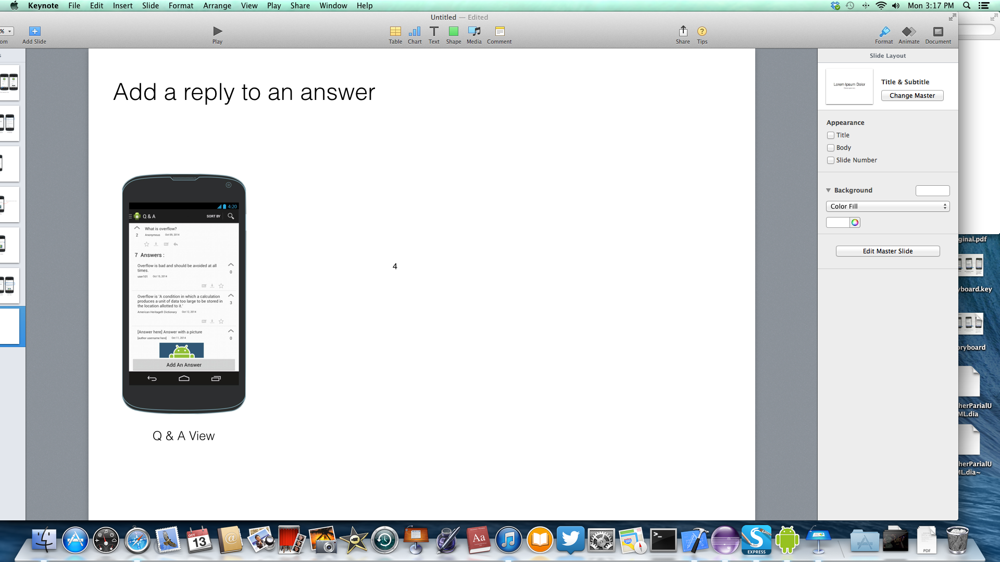 Keynote File Edit Insert Slide Format Arrange View Play Share Window Help
Mon 3:17 PM
Untitled — Edited
%
om
Add Slide
Play
Table Chart Text Shape Media Comment
Share Tips
Format Animate Document
s
Slide Layout
Lorem Ipsum Dolor
Title & Subtitle
Change Master
Appearance
Title
Body
Slide Number
Background
Color Fill
Edit Master Slide
Add a reply to an answer
4:20
Q & A SORT BY
What is overflow?
2 Anonymous Oct 09, 2014
7 Answers :
Overflow is bad and should be avoided at all
times.
0
user101 Oct 15, 2014
Overflow is 'A condition in which a calculation
produces a unit of data too large to be stored in
the location allotted to it.'
3
American Heritage® Dictionary Oct 12, 2014
[Answer here] Answer with a picture
[author username here] Oct 11, 2014
0
Add An Answer
Q & A View
4
ginal.pdf
yboard.key
oryboard
herParialU
ML.dia
herParialU
ML.dia~
OCT
13
Aa
EXPRESS
PDF